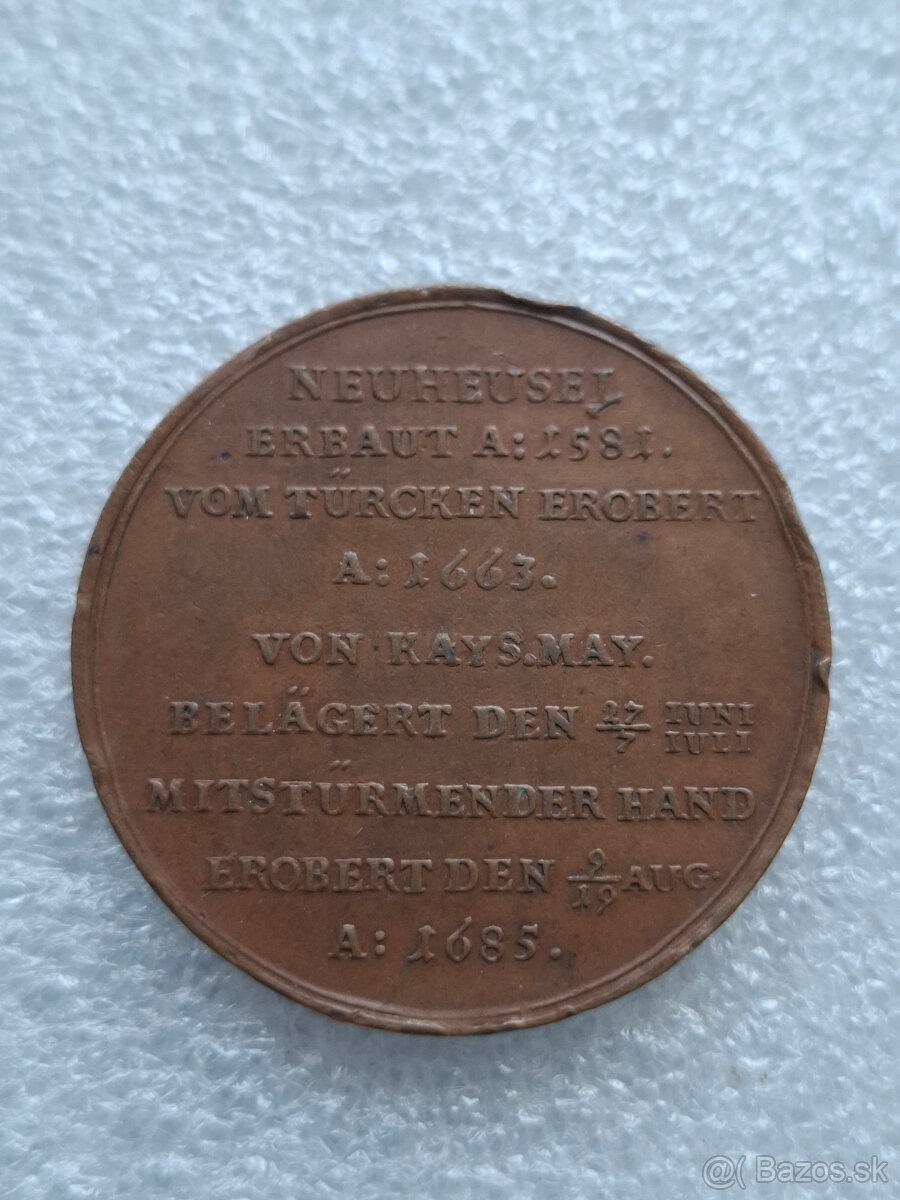 NEUHEUSEL
ERBAUT A: 1581.
VOM TÜRCKEN EROBERT
A: 1663.
VON KAYS. MAY.
BELÄGERT DEN 27/7 IUNI/IULI
MITSTÜRMENDER HAND
EROBERT DEN 9/19 AUG.
A: 1685.
@( Bazos.sk